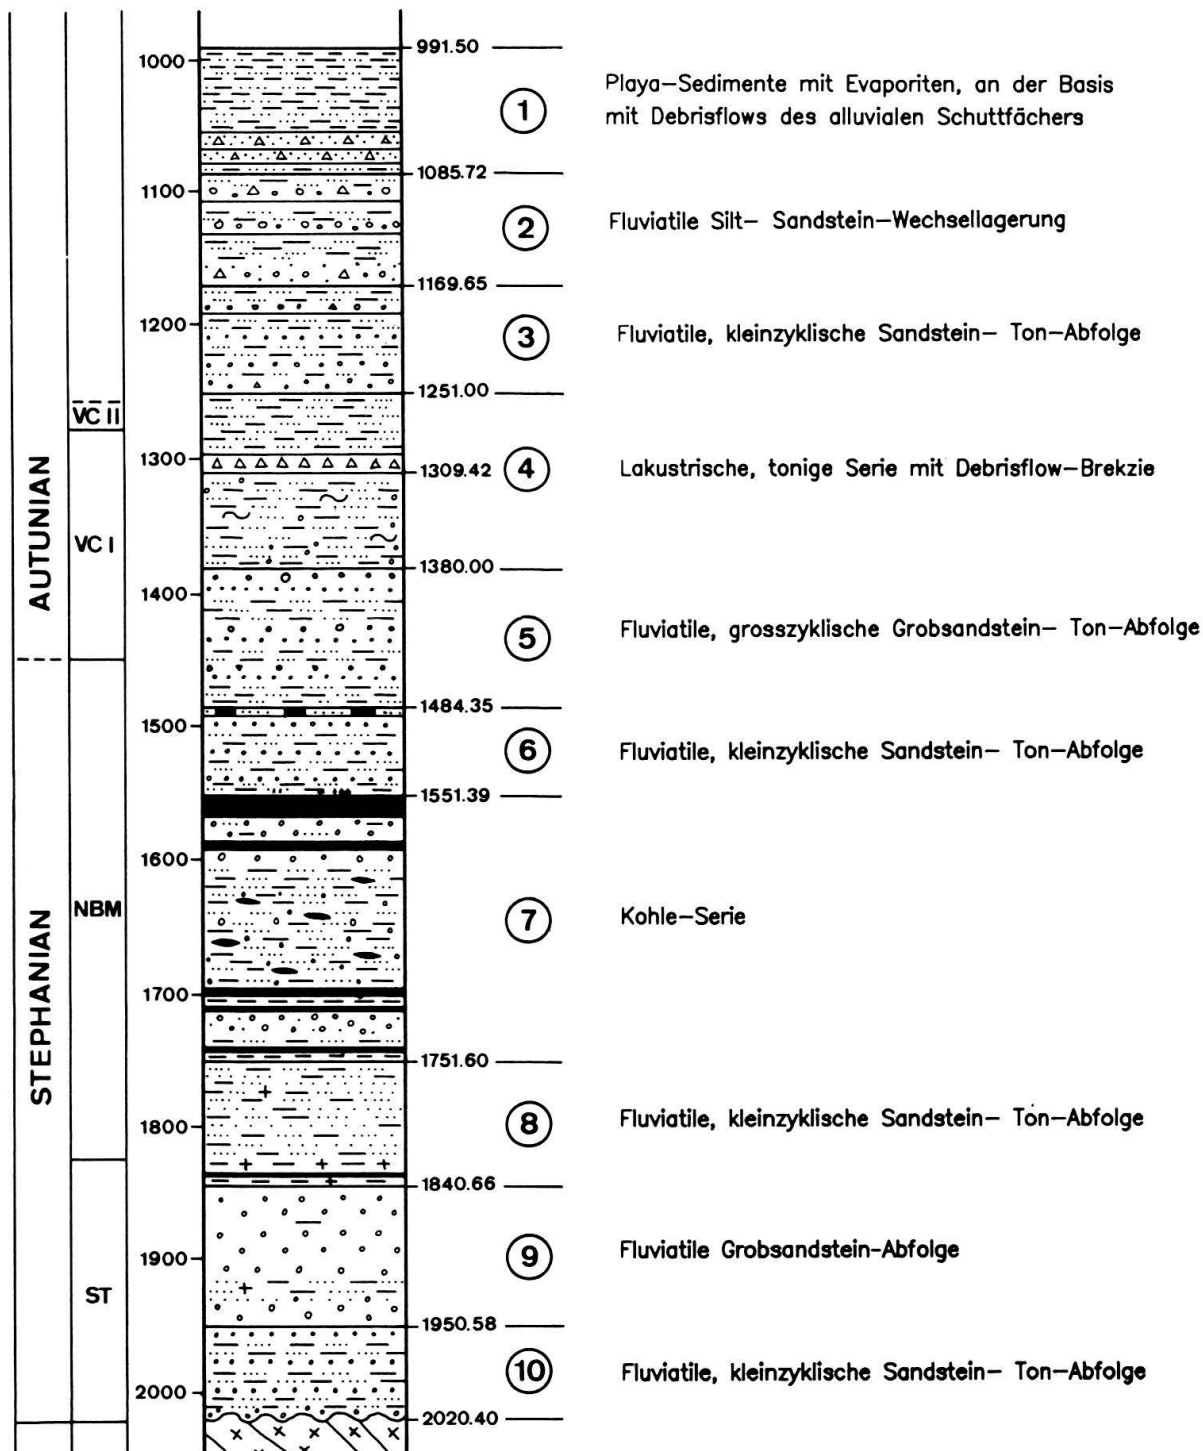 991.50
1000
1
Playa-Sedimente mit Evaporiten, an der Basis
mit Debrisflows des alluvialen Schuttfächers
1085.72
1100
2
Fluviatile Silt- Sandstein-Wechsellagerung
1169.65
1200
3
Fluviatile, kleinzyklische Sandstein- Ton-Abfolge
1251.00
VC II
1300
1309.42
4
Lakustrische, tonige Serie mit Debrisflow-Brekzie
AUTUNIAN
VC I
1380.00
1400
5
Fluviatile, grosszyklische Grobsandstein- Ton-Abfolge
1484.35
1500
6
Fluviatile, kleinzyklische Sandstein- Ton-Abfolge
1551.39
1600
STEPHANIAN
NBM
7
Kohle-Serie
1700
1751.60
1800
8
Fluviatile, kleinzyklische Sandstein- Ton-Abfolge
1840.66
1900
9
Fluviatile Grobsandstein-Abfolge
ST
1950.58
2000
10
Fluviatile, kleinzyklische Sandstein- Ton-Abfolge
2020.40